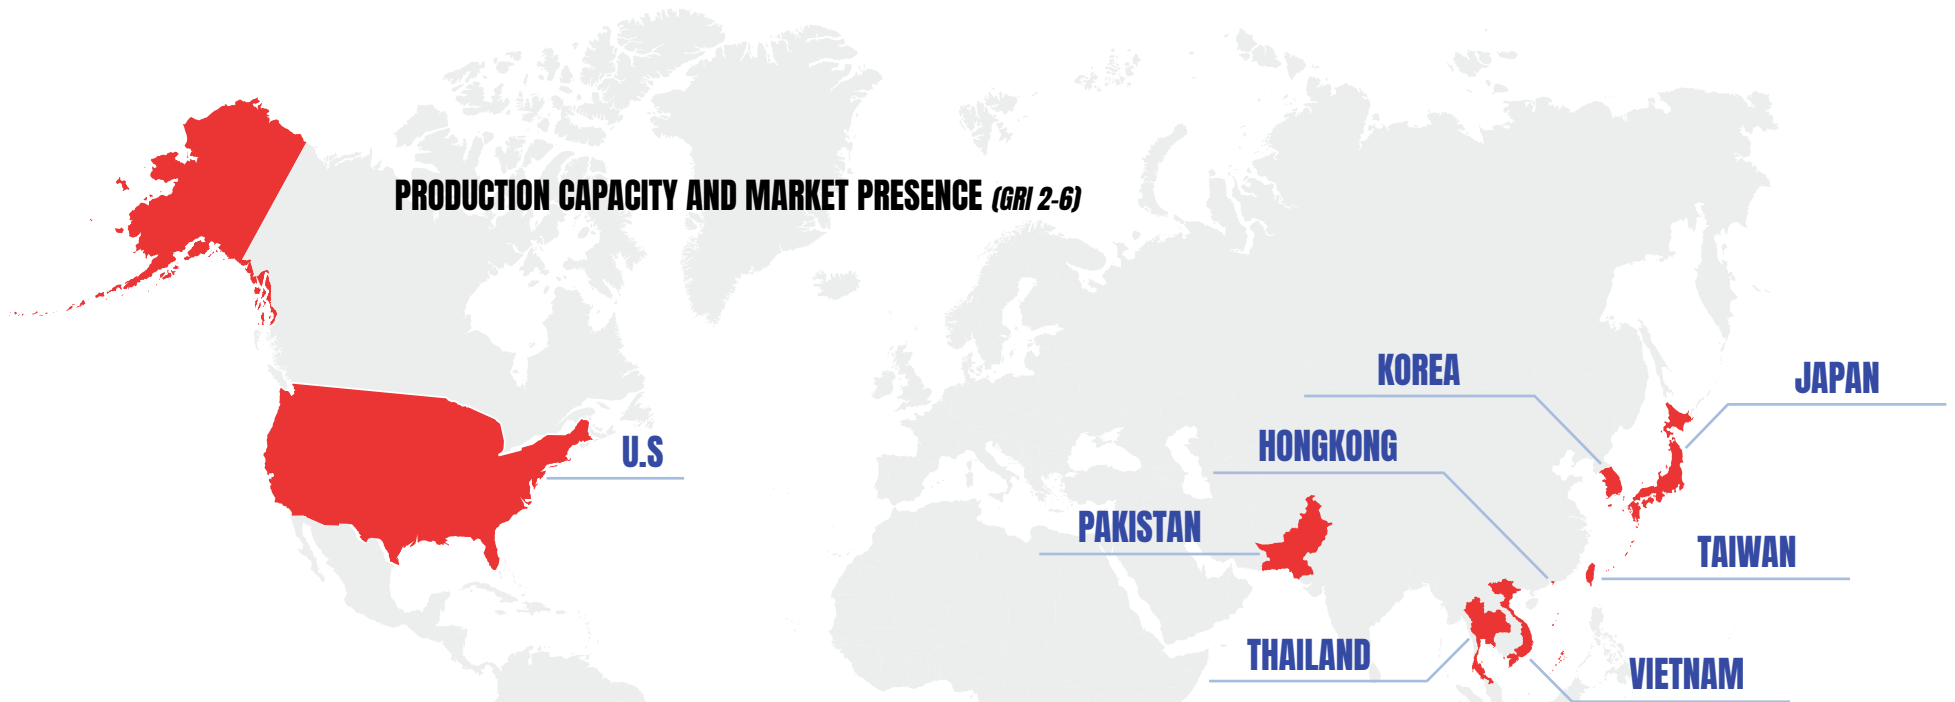 PRODUCTION CAPACITY AND MARKET PRESENCE (GRI 2-6)
KOREA
JAPAN
HONGKONG
U.S
PAKISTAN
TAIWAN
THAILAND
VIETNAM